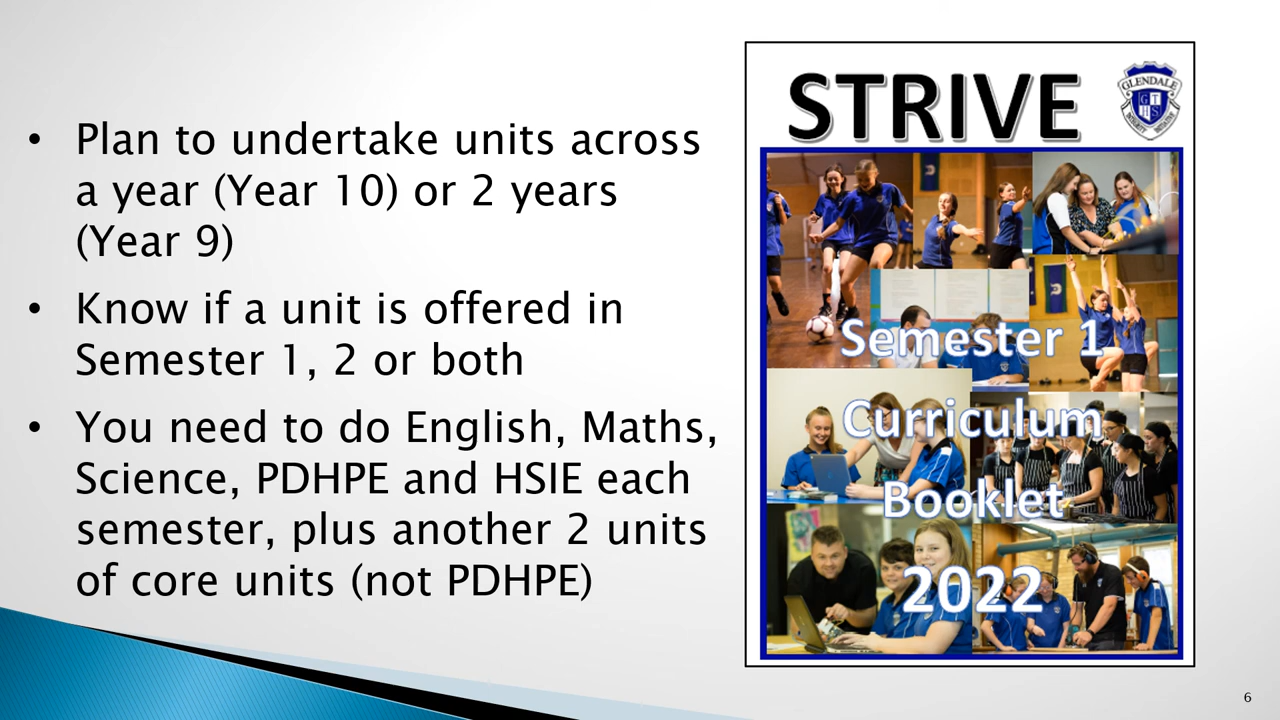 • Plan to undertake units across
a year (Year 10) or 2 years
(Year 9)
• Know if a unit is offered in
Semester 1, 2 or both
• You need to do English, Maths,
Science, PDHPE and HSIE each
semester, plus another 2 units
of core units (not PDHPE)
STRIVE
GLENDALE
G T
H S
INTEGRITY INITIATIVE
Semester 1
Curriculum
Booklet
2022
6